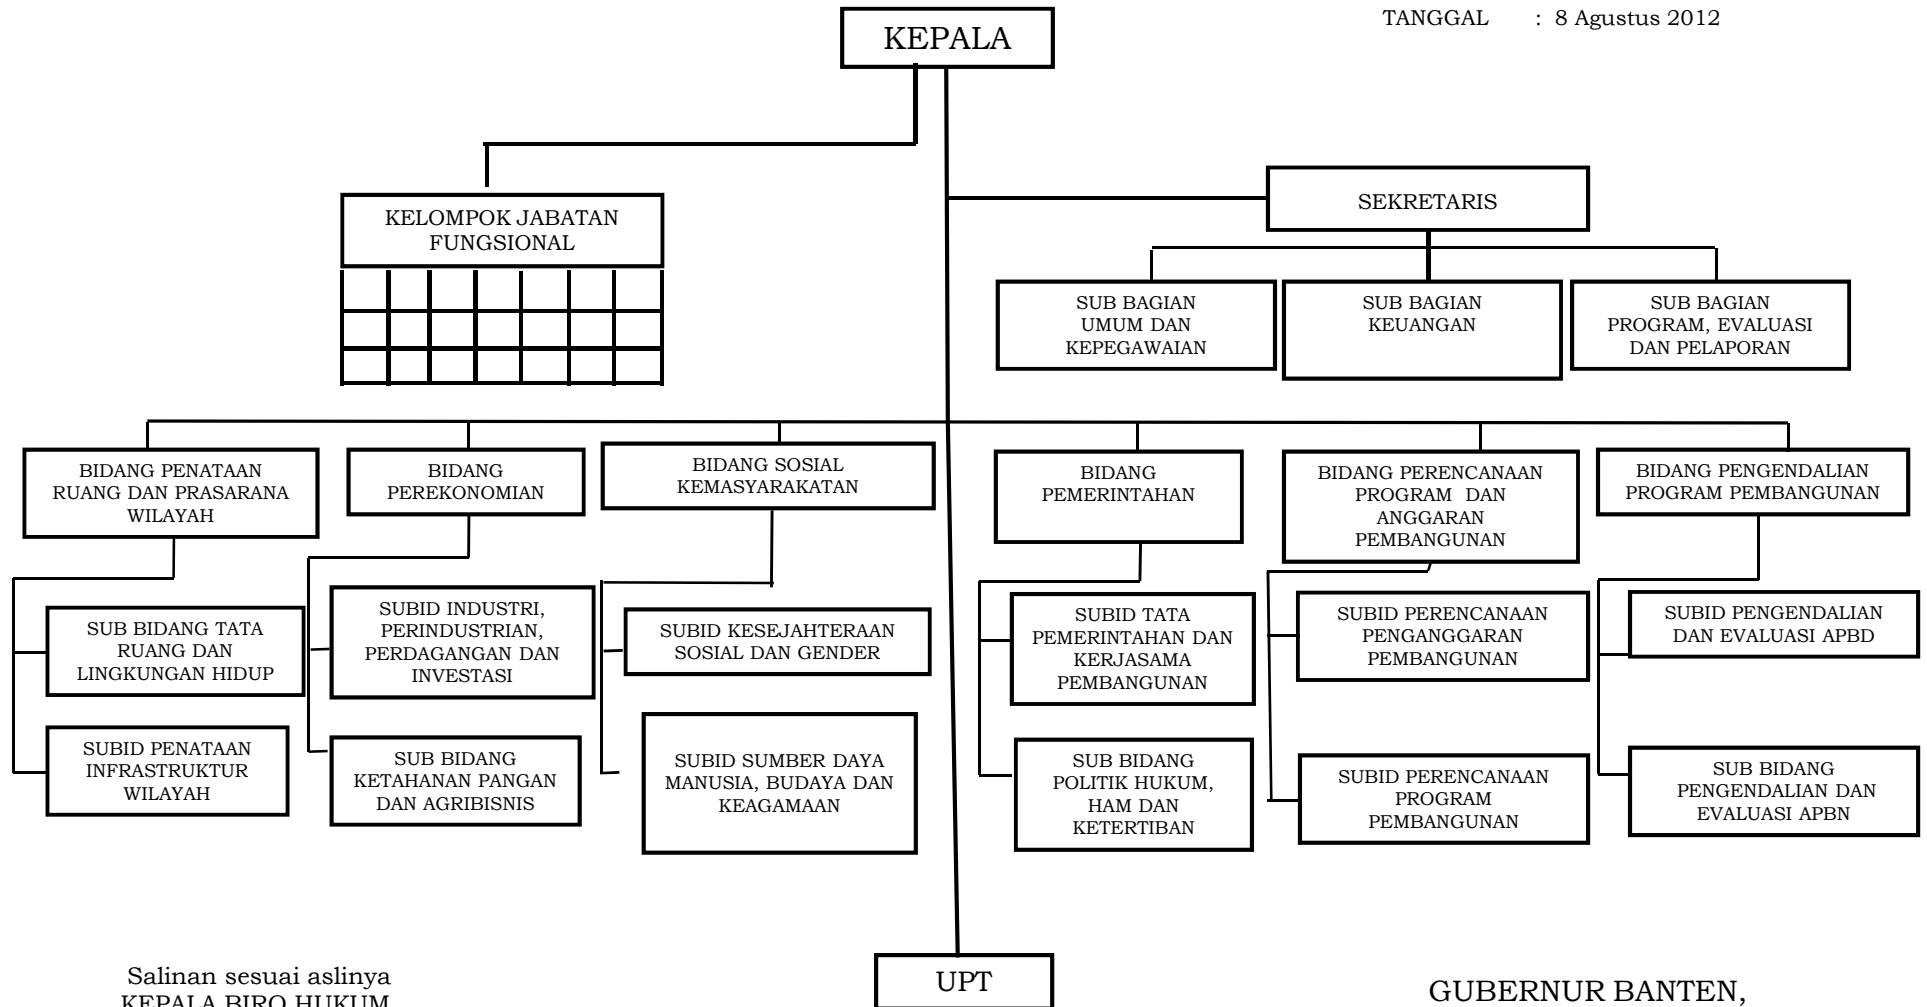 TANGGAL : 8 Agustus 2012
KEPALA
KELOMPOK JABATAN
FUNGSIONAL
SEKRETARIS
SUB BAGIAN
UMUM DAN
KEPEGAWAIAN
SUB BAGIAN
KEUANGAN
SUB BAGIAN
PROGRAM, EVALUASI
DAN PELAPORAN
BIDANG PENATAAN
RUANG DAN PRASARANA
WILAYAH
BIDANG
PEREKONOMIAN
BIDANG SOSIAL
KEMASYARAKATAN
BIDANG
PEMERINTAHAN
BIDANG PERENCANAAN
PROGRAM DAN
ANGGARAN
PEMBANGUNAN
BIDANG PENGENDALIAN
PROGRAM PEMBANGUNAN
SUB BIDANG TATA
RUANG DAN
LINGKUNGAN HIDUP
SUBID INDUSTRI,
PERINDUSTRIAN,
PERDAGANGAN DAN
INVESTASI
SUBID KESEJAHTERAAN
SOSIAL DAN GENDER
SUBID TATA
PEMERINTAHAN DAN
KERJASAMA
PEMBANGUNAN
SUBID PERENCANAAN
PENGANGGARAN
PEMBANGUNAN
SUBID PENGENDALIAN
DAN EVALUASI APBD
SUBID PENATAAN
INFRASTRUKTUR
WILAYAH
SUB BIDANG
KETAHANAN PANGAN
DAN AGRIBISNIS
SUBID SUMBER DAYA
MANUSIA, BUDAYA DAN
KEAGAMAAN
SUB BIDANG
POLITIK HUKUM,
HAM DAN
KETERTIBAN
SUBID PERENCANAAN
PROGRAM
PEMBANGUNAN
SUB BIDANG
PENGENDALIAN DAN
EVALUASI APBN
Salinan sesuai aslinya
KEPALA BIRO HUKUM
UPT
GUBERNUR BANTEN,